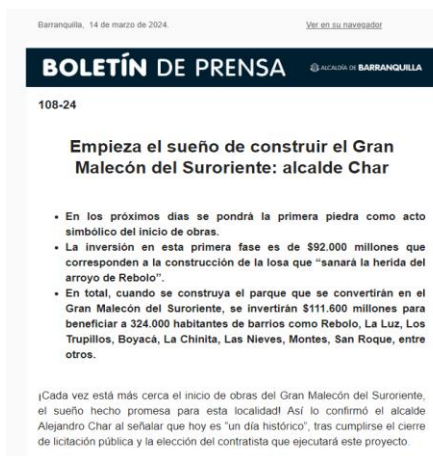 Barranquilla, 14 de marzo de 2024.
Ver en su navegador
BOLETÍN DE PRENSA
ALCALDÍA DE BARRANQUILLA
108-24
Empieza el sueño de construir el Gran
Malecón del Suroriente: alcalde Char
• En los próximos días se pondrá la primera piedra como acto
simbólico del inicio de obras.
• La inversión en esta primera fase es de $92.000 millones que
corresponden a la construcción de la losa que “sanará la herida del
arroyo de Rebolo”.
• En total, cuando se construya el parque que se convertirán en el
Gran Malecón del Suroriente, se invertirán $111.600 millones para
beneficiar a 324.000 habitantes de barrios como Rebolo, La Luz, Los
Trupillos, Boyacá, La Chinita, Las Nieves, Montes, San Roque, entre
otros.
¡Cada vez está más cerca el inicio de obras del Gran Malecón del Suroriente,
el sueño hecho promesa para esta localidad! Así lo confirmó el alcalde
Alejandro Char al señalar que hoy es "un día histórico", tras cumplirse el cierre
de licitación pública y la elección del contratista que ejecutará este proyecto.